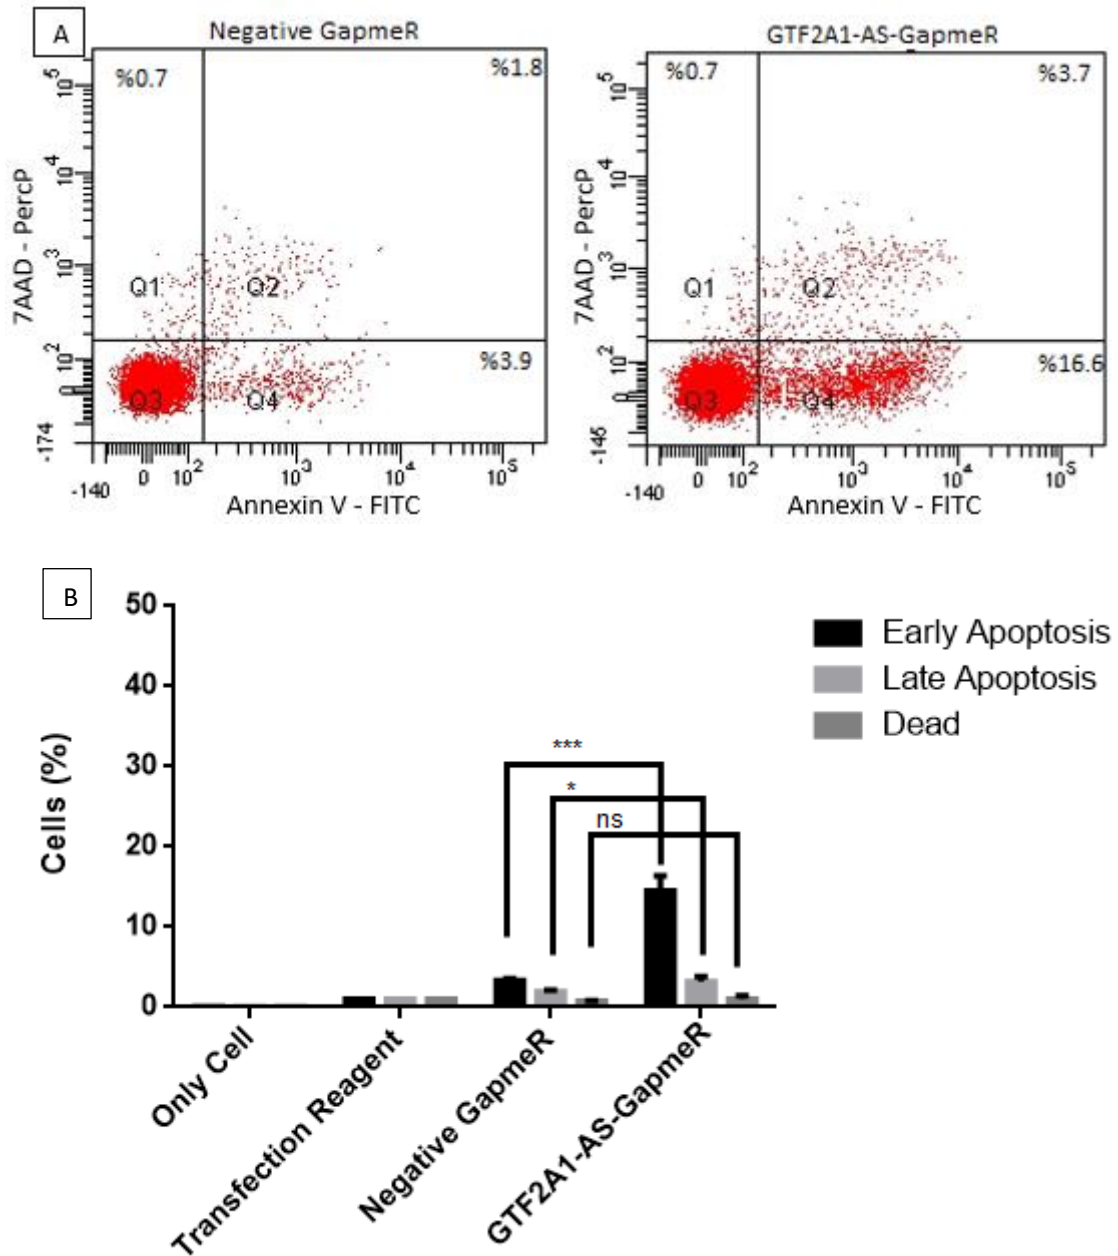 A
Negative GapmeR
%0.7
%1.8
Q1
Q2
%3.9
Q3
Q4
7AAD - PercP
10^5
10^4
10^3
10^2
0
-174
-140
0
10^2
10^3
10^4
10^5
Annexin V - FITC
GTF2A1-AS-GapmeR
%0.7
%3.7
Q1
Q2
%16.6
Q3
Q4
7AAD - PercP
10^5
10^4
10^3
10^2
0
-145
-140
0
10^2
10^3
10^4
10^5
Annexin V - FITC
B
Cells (%)
50
40
30
20
10
0
***
*
ns
Early Apoptosis
Late Apoptosis
Dead
Only Cell
Transfection Reagent
Negative GapmeR
GTF2A1-AS-GapmeR